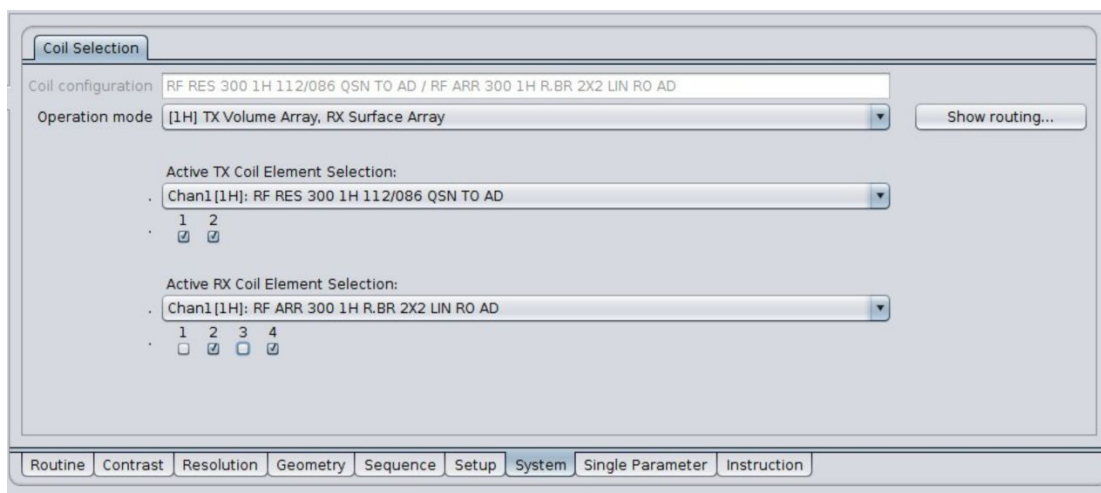 Coil Selection
Coil configuration RF RES 300 1H 112/086 QSN TO AD / RF ARR 300 1H R.BR 2X2 LIN RO AD
Operation mode [1H] TX Volume Array, RX Surface Array Show routing...
Active TX Coil Element Selection:
. Chan1[1H]: RF RES 300 1H 112/086 QSN TO AD
1 2
.
Active RX Coil Element Selection:
. Chan1[1H]: RF ARR 300 1H R.BR 2X2 LIN RO AD
1 2 3 4
.
Routine Contrast Resolution Geometry Sequence Setup System Single Parameter Instruction